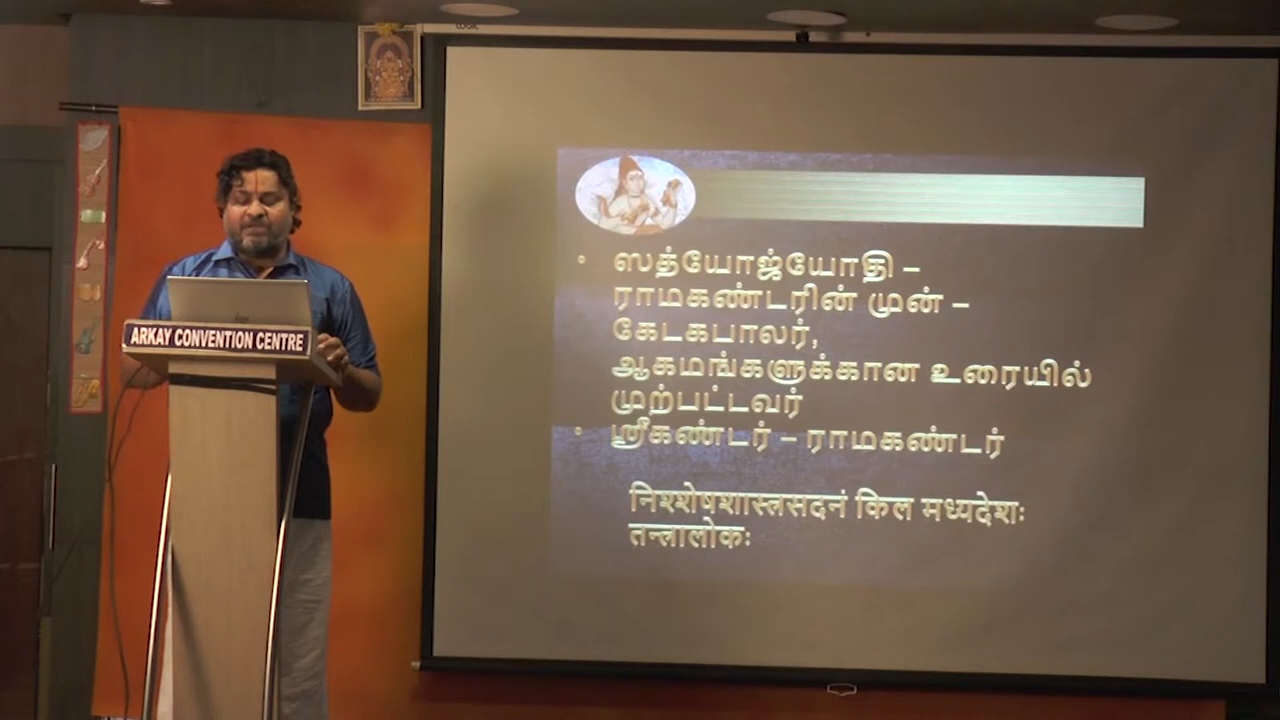 ARKAY CONVENTION CENTRE
• ஸத்யோஜ்யோதி –
ராமகண்டரின் முன் –
கேடகபாலர்,
ஆகமங்களுக்கான உரையில்
முற்பட்டவர்
• ஸ்ரீகண்டர் – ராமகண்டர்
निश्शेषशास्त्रसदनं किल मध्यदेशः
तन्त्रालोकः